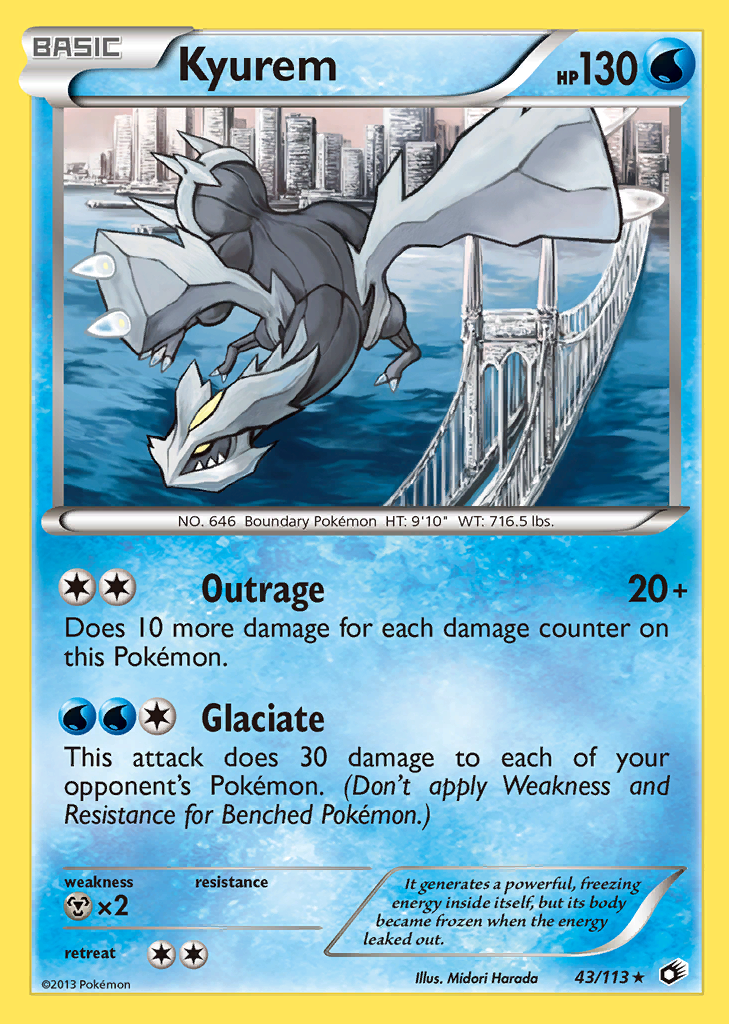 BASIC
Kyurem
HP130
NO. 646 Boundary Pokémon HT: 9'10" WT: 716.5 lbs.
Outrage 20+
Does 10 more damage for each damage counter on
this Pokémon.
Glaciate
This attack does 30 damage to each of your
opponent's Pokémon. (Don't apply Weakness and
Resistance for Benched Pokémon.)
weakness resistance
×2
retreat
It generates a powerful, freezing
energy inside itself, but its body
became frozen when the energy
leaked out.
©2013 Pokémon
Illus. Midori Harada
43/113 ★